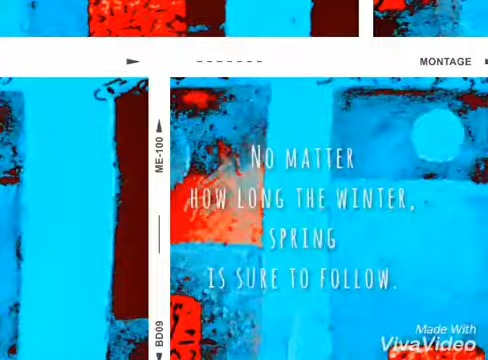 MONTAGE
ME-100
NO MATTER
HOW LONG THE WINTER,
SPRING
IS SURE TO FOLLOW.
BD09
Made With
VivaVideo